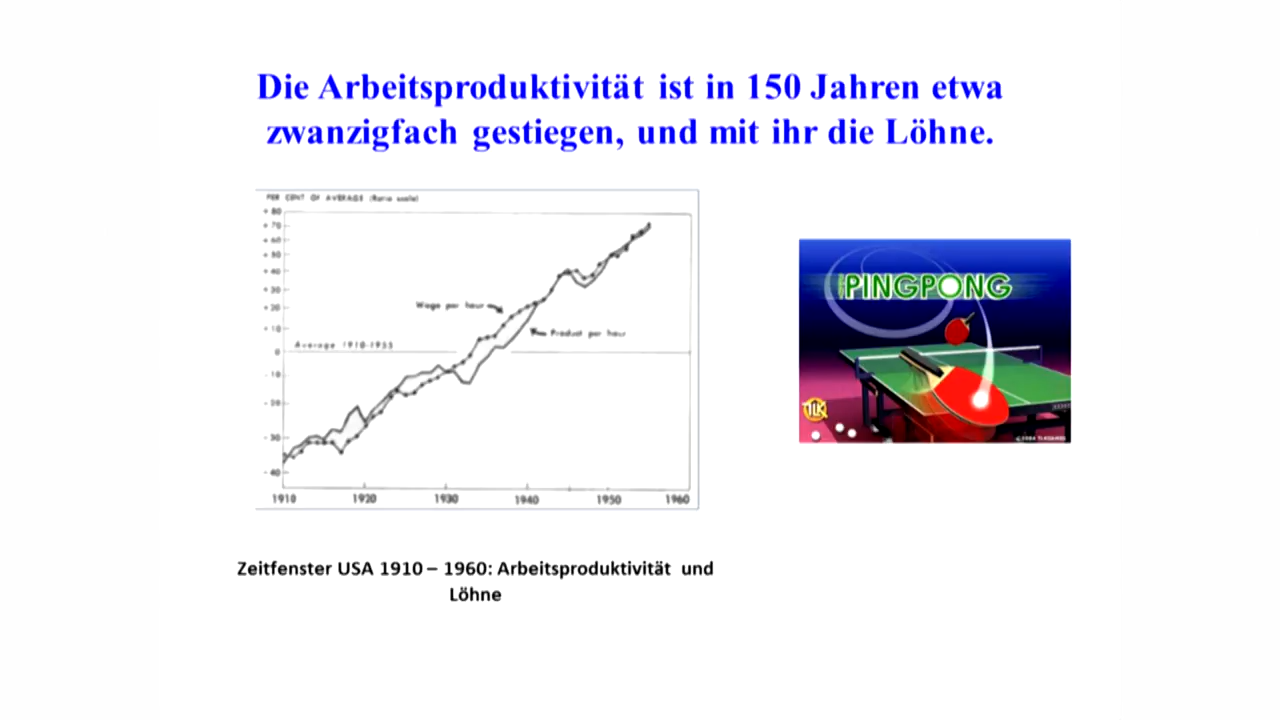 Die Arbeitsproduktivität ist in 150 Jahren etwa
zwanzigfach gestiegen, und mit ihr die Löhne.
PER CENT OF AVERAGE (Ratio scale)
+ 80
+ 70
+ 60
+ 50
+ 40
+ 30
+ 20
+ 10
0
- 10
- 20
- 30
- 40
Wage per hour
Product per hour
Average 1910-1955
1910 1920 1930 1940 1950 1960
PINGPONG
TLK
Zeitfenster USA 1910 – 1960: Arbeitsproduktivität und
Löhne